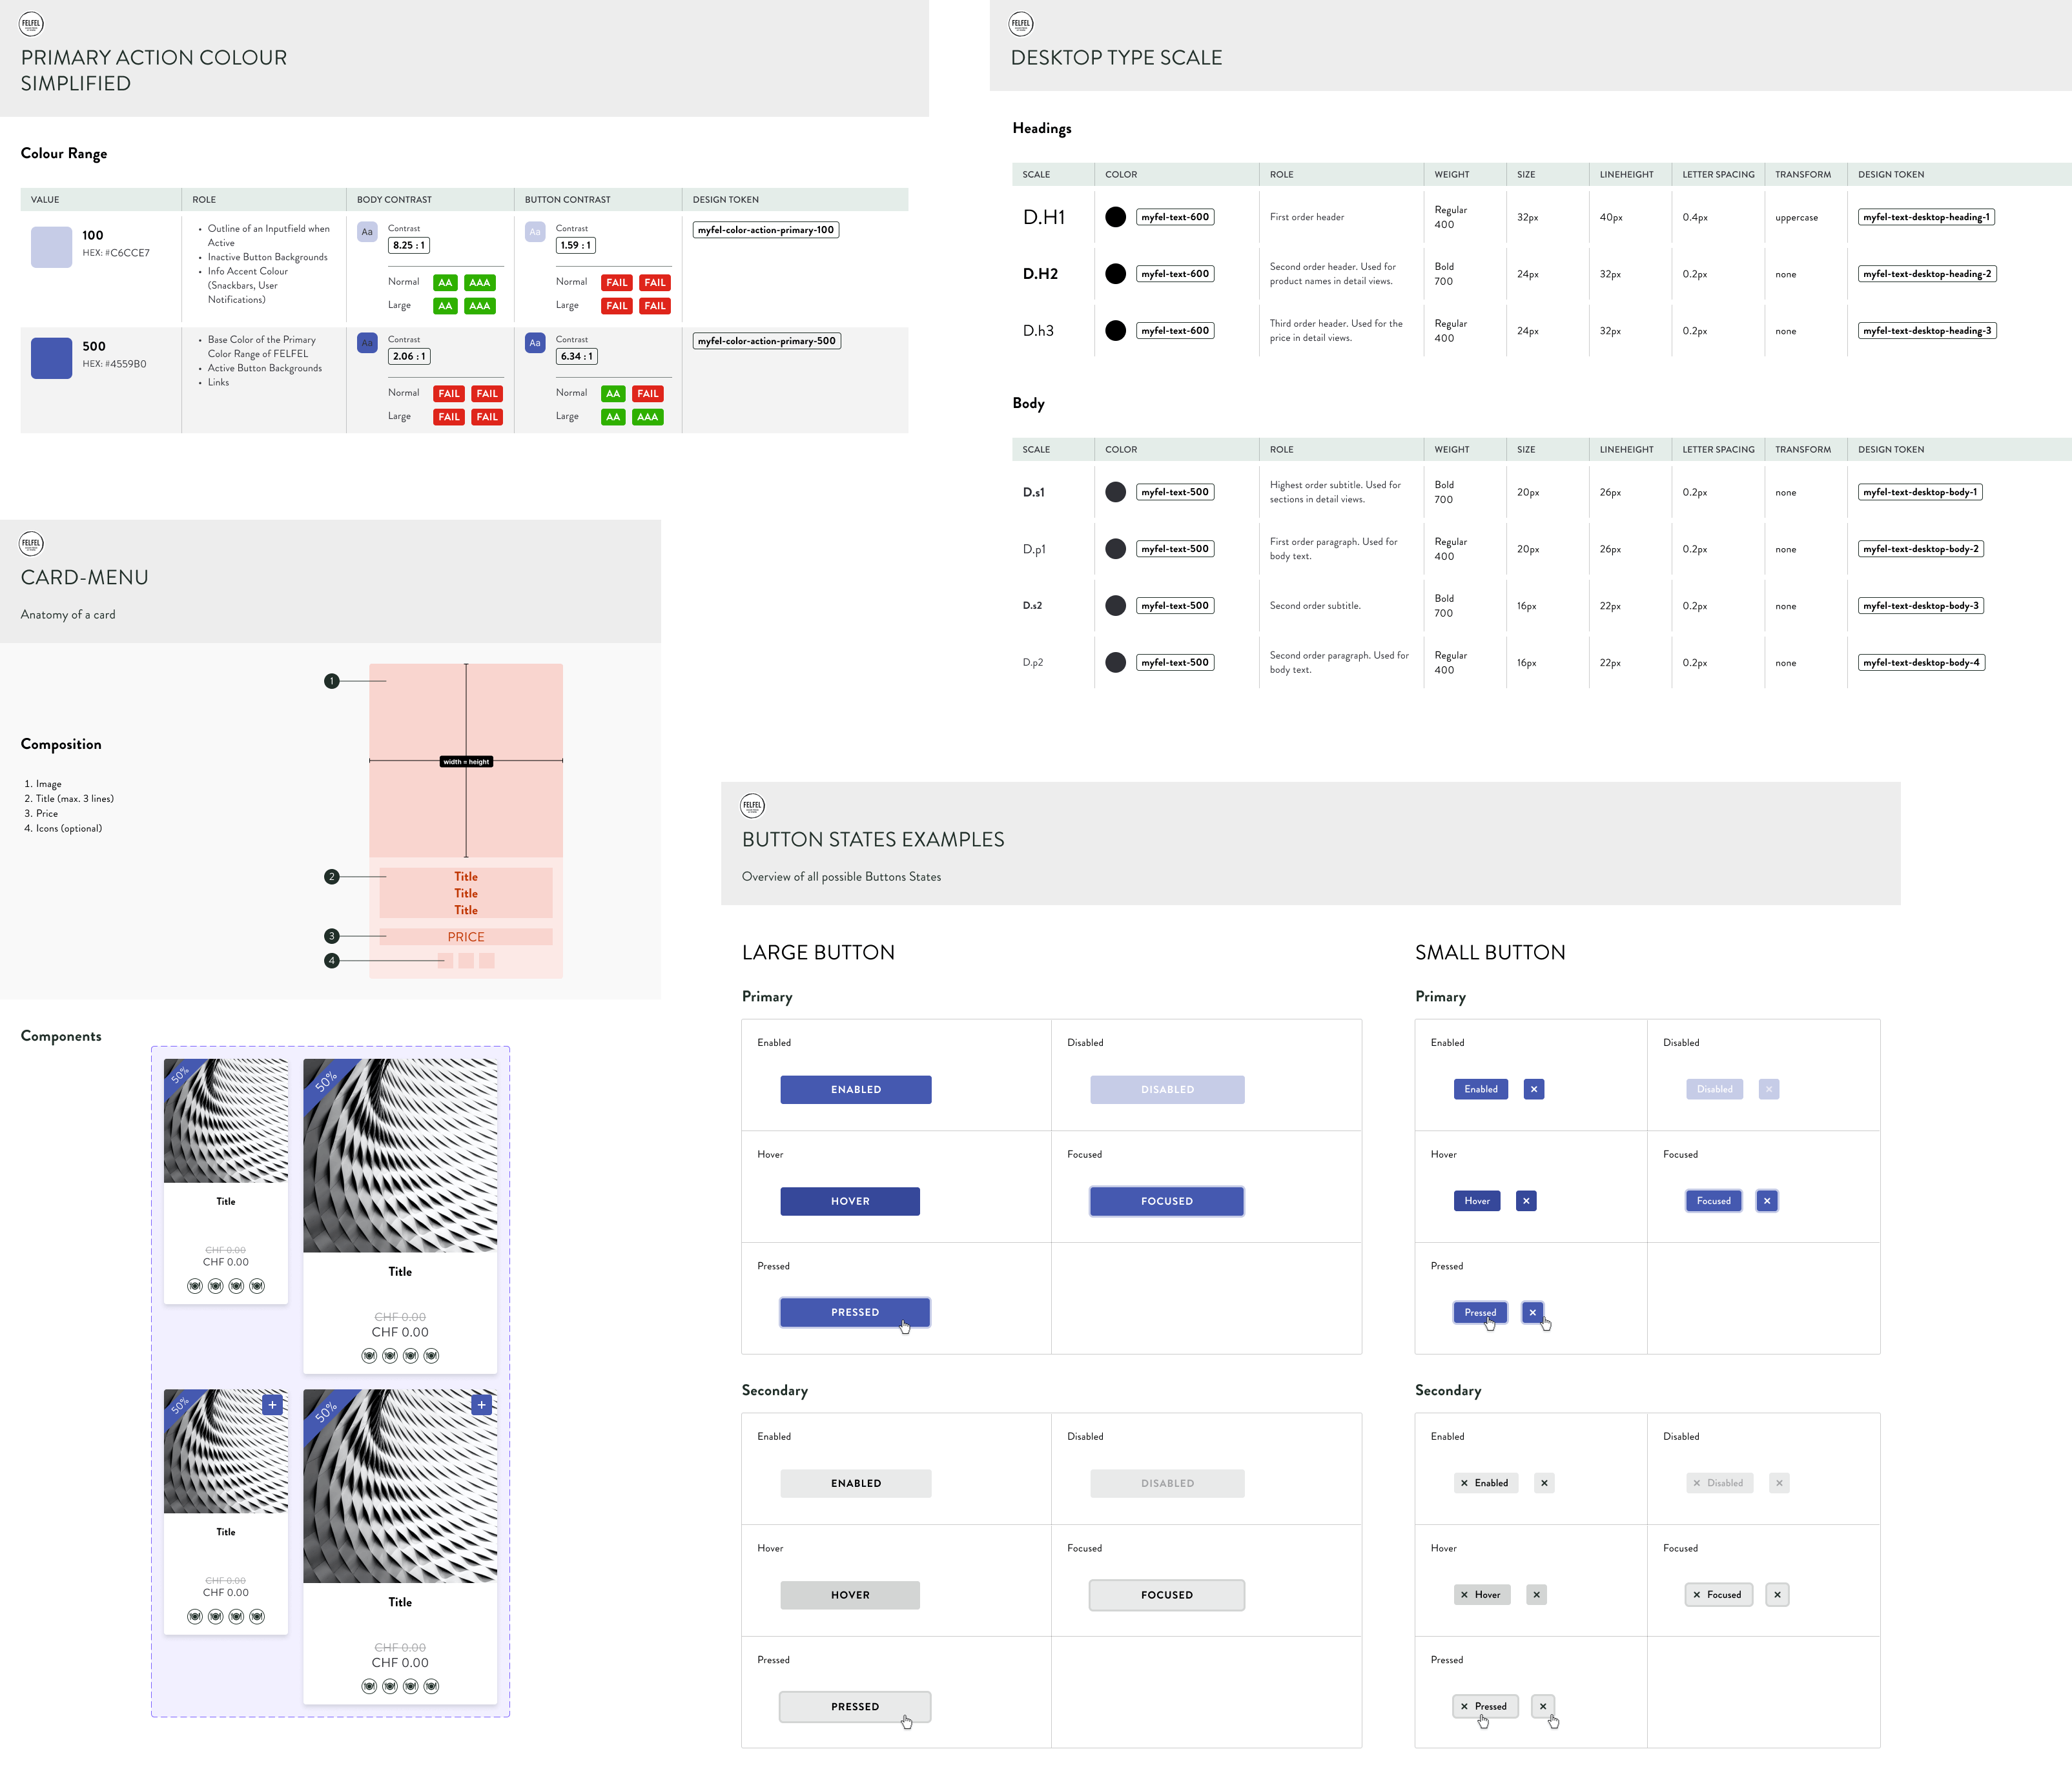 FELFEL
PRIMARY ACTION COLOUR
SIMPLIFIED
Colour Range
VALUE ROLE BODY CONTRAST BUTTON CONTRAST DESIGN TOKEN
100
HEX: #C6CCE7
• Outline of an Inputfield when
Active
• Inactive Button Backgrounds
• Info Accent Colour
(Snackbars, User
Notifications)
Aa Contrast
8.25 : 1
Normal AA AAA
Large AA AAA
Aa Contrast
1.59 : 1
Normal FAIL FAIL
Large FAIL FAIL
myfel-color-action-primary-100
500
HEX: #4559B0
• Base Color of the Primary
Color Range of FELFEL
• Active Button Backgrounds
• Links
Aa Contrast
2.06 : 1
Normal FAIL FAIL
Large FAIL FAIL
Aa Contrast
6.34 : 1
Normal AA FAIL
Large AA AAA
myfel-color-action-primary-500
FELFEL
DESKTOP TYPE SCALE
Headings
SCALE COLOR ROLE WEIGHT SIZE LINEHEIGHT LETTER SPACING TRANSFORM DESIGN TOKEN
D.H1 myfel-text-600 First order header Regular 400 32px 40px 0.4px uppercase myfel-text-desktop-heading-1
D.H2 myfel-text-600 Second order header. Used for product names in detail views. Bold 700 24px 32px 0.2px none myfel-text-desktop-heading-2
D.h3 myfel-text-600 Third order header. Used for the price in detail views. Regular 400 24px 32px 0.2px none myfel-text-desktop-heading-3
Body
SCALE COLOR ROLE WEIGHT SIZE LINEHEIGHT LETTER SPACING TRANSFORM DESIGN TOKEN
D.s1 myfel-text-500 Highest order subtitle. Used for sections in detail views. Bold 700 20px 26px 0.2px none myfel-text-desktop-body-1
D.p1 myfel-text-500 First order paragraph. Used for body text. Regular 400 20px 26px 0.2px none myfel-text-desktop-body-2
D.s2 myfel-text-500 Second order subtitle. Bold 700 16px 22px 0.2px none myfel-text-desktop-body-3
D.p2 myfel-text-500 Second order paragraph. Used for body text. Regular 400 16px 22px 0.2px none myfel-text-desktop-body-4
FELFEL
CARD-MENU
Anatomy of a card
Composition
1. Image
2. Title (max. 3 lines)
3. Price
4. Icons (optional)
1
width = height
2
Title
Title
Title
3
PRICE
4
Components
50%
Title
CHF 0.00
CHF 0.00
50%
Title
CHF 0.00
CHF 0.00
50% +
Title
CHF 0.00
CHF 0.00
50% +
Title
CHF 0.00
CHF 0.00
FELFEL
BUTTON STATES EXAMPLES
Overview of all possible Buttons States
LARGE BUTTON
Primary
Enabled Disabled
ENABLED DISABLED
Hover Focused
HOVER FOCUSED
Pressed
PRESSED
Secondary
Enabled Disabled
ENABLED DISABLED
Hover Focused
HOVER FOCUSED
Pressed
PRESSED
SMALL BUTTON
Primary
Enabled Disabled
Enabled Disabled
Hover Focused
Hover Focused
Pressed
Pressed
Secondary
Enabled Disabled
Enabled Disabled
Hover Focused
Hover Focused
Pressed
Pressed